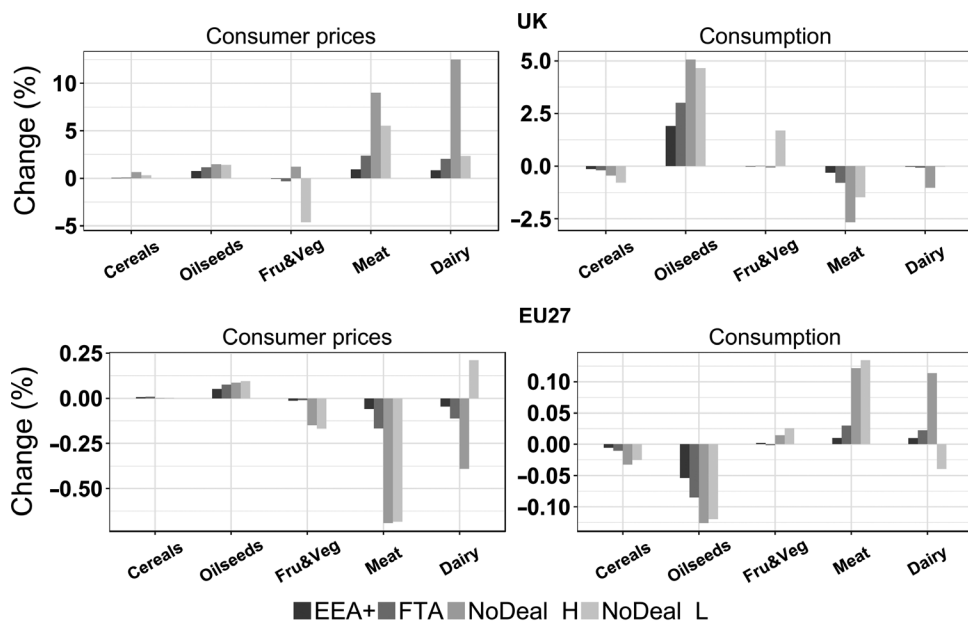 UK
Consumer prices
Consumption
Change (%)
10
5
0
−5
5.0
2.5
0.0
−2.5
Cereals
Oilseeds
Fru&Veg
Meat
Dairy
Cereals
Oilseeds
Fru&Veg
Meat
Dairy
EU27
Consumer prices
Consumption
Change (%)
0.25
0.00
−0.25
−0.50
0.10
0.05
0.00
−0.05
−0.10
Cereals
Oilseeds
Fru&Veg
Meat
Dairy
Cereals
Oilseeds
Fru&Veg
Meat
Dairy
EEA+ FTA NoDeal H NoDeal L